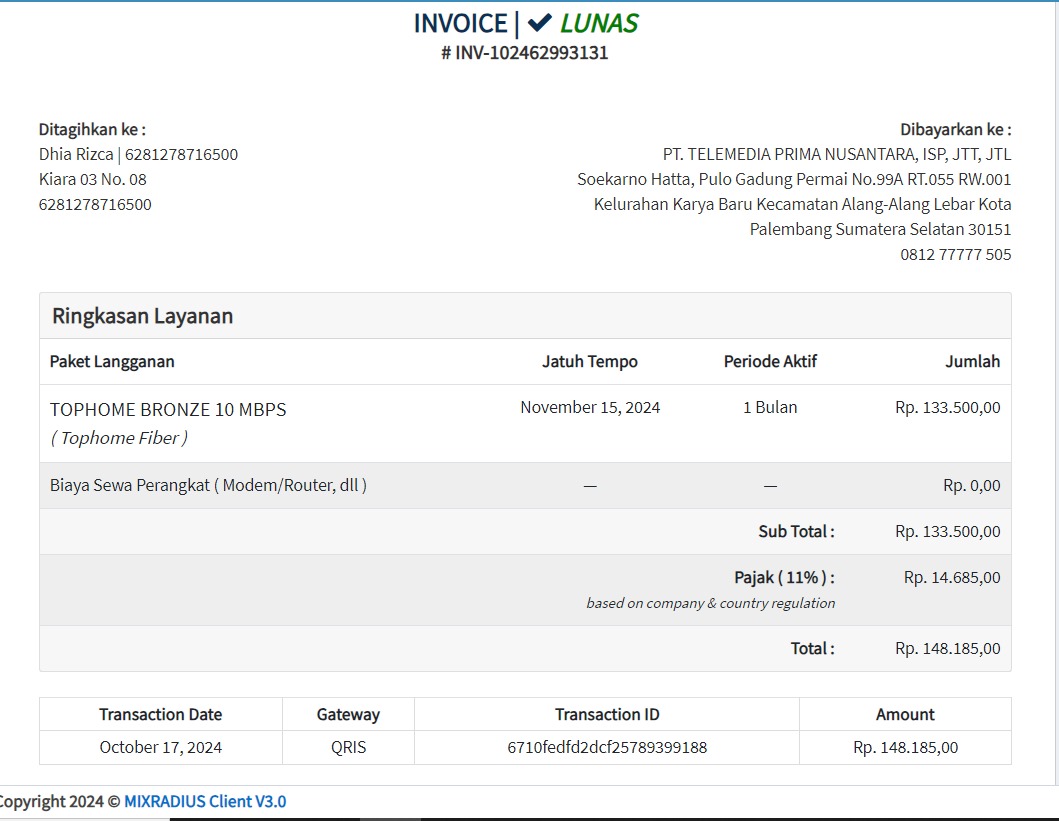 INVOICE | ✔ LUNAS
# INV-102462993131
Ditagihkan ke :
Dhia Rizca | 6281278716500
Kiara 03 No. 08
6281278716500
Dibayarkan ke :
PT. TELEMEDIA PRIMA NUSANTARA, ISP, JTT, JTL
Soekarno Hatta, Pulo Gadung Permai No.99A RT.055 RW.001
Kelurahan Karya Baru Kecamatan Alang-Alang Lebar Kota
Palembang Sumatera Selatan 30151
0812 77777 505
Ringkasan Layanan
Paket Langganan Jatuh Tempo Periode Aktif Jumlah
TOPHOME BRONZE 10 MBPS November 15, 2024 1 Bulan Rp. 133.500,00
( Tophome Fiber )
Biaya Sewa Perangkat ( Modem/Router, dll ) — — Rp. 0,00
Sub Total : Rp. 133.500,00
Pajak ( 11% ) : Rp. 14.685,00
based on company & country regulation
Total : Rp. 148.185,00
Transaction Date Gateway Transaction ID Amount
October 17, 2024 QRIS 6710fedfd2dcf25789399188 Rp. 148.185,00
Copyright 2024 © MIXRADIUS Client V3.0